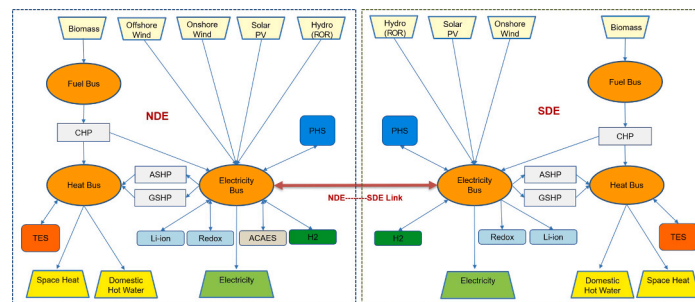 Biomass
Offshore
Wind
Onshore
Wind
Solar
PV
Hydro
(ROR)
Hydro
(ROR)
Solar
PV
Onshore
Wind
Biomass
Fuel Bus
Fuel Bus
NDE
SDE
CHP
PHS
PHS
CHP
Heat Bus
ASHP
GSHP
Electricity
Bus
NDE-------SDE Link
Electricity
Bus
ASHP
GSHP
Heat Bus
TES
Li-ion
Redox
ACAES
H2
H2
Redox
Li-ion
TES
Space Heat
Domestic
Hot Water
Electricity
Electricity
Domestic
Hot Water
Space Heat